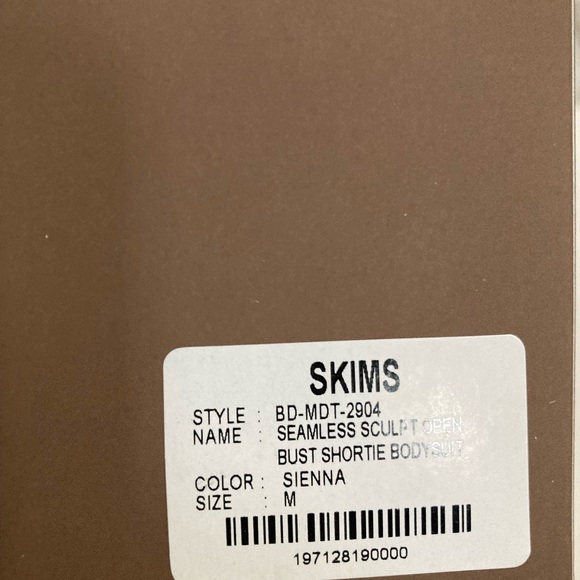 SKIMS
STYLE : BD-MDT-2904
NAME : SEAMLESS SCULPT OPEN
BUST SHORTIE BODYSUIT
COLOR : SIENNA
SIZE : M
197128190000